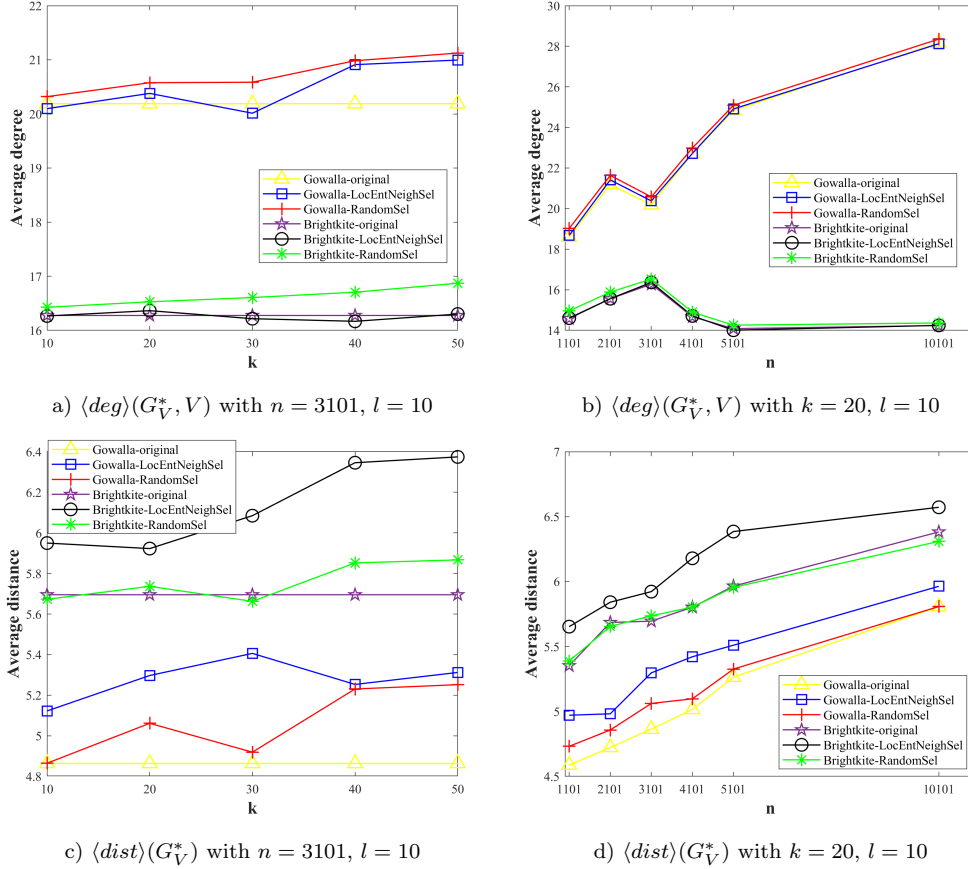 22
21
20
19
18
17
16
Average degree
Gowalla-original
Gowalla-LocEntNeighSel
Gowalla-RandomSel
Brightkite-original
Brightkite-LocEntNeighSel
Brightkite-RandomSel
10 20 30 40 50
k
a) ⟨deg⟩(G*_V, V) with n = 3101, l = 10
30
28
26
24
22
20
18
16
14
Average degree
Gowalla-original
Gowalla-LocEntNeighSel
Gowalla-RandomSel
Brightkite-original
Brightkite-LocEntNeighSel
Brightkite-RandomSel
1101 2101 3101 4101 5101 10101
n
b) ⟨deg⟩(G*_V, V) with k = 20, l = 10
6.4
6.2
6
5.8
5.6
5.4
5.2
5
4.8
Average distance
Gowalla-original
Gowalla-LocEntNeighSel
Gowalla-RandomSel
Brightkite-original
Brightkite-LocEntNeighSel
Brightkite-RandomSel
10 20 30 40 50
k
c) ⟨dist⟩(G*_V) with n = 3101, l = 10
7
6.5
6
5.5
5
4.5
Average distance
Gowalla-original
Gowalla-LocEntNeighSel
Gowalla-RandomSel
Brightkite-original
Brightkite-LocEntNeighSel
Brightkite-RandomSel
1101 2101 3101 4101 5101 10101
n
d) ⟨dist⟩(G*_V) with k = 20, l = 10